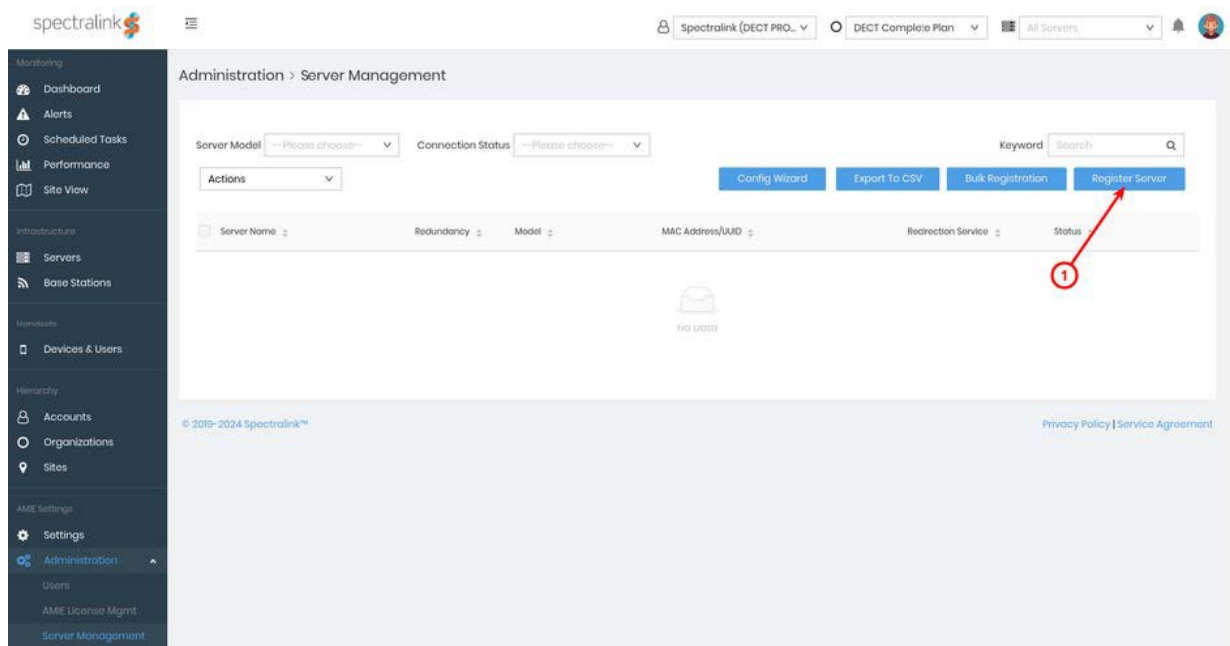 spectralink
Spectralink (DECT PRO...
DECT Complete Plan
All Servers
Monitoring
Dashboard
Alerts
Scheduled Tasks
Performance
Site View
Infrastructure
Servers
Base Stations
Handsets
Devices & Users
Hierarchy
Accounts
Organizations
Sites
AMIE Settings
Settings
Administration
Users
AMIE License Mgmt
Server Management
Administration > Server Management
Server Model --Please choose-- Connection Status --Please choose-- Keyword Search
Actions Config Wizard Export To CSV Bulk Registration Register Server
Server Name Redundancy Model MAC Address/UUID Redirection Service Status
1
No Data
© 2019-2024 Spectralink™ Privacy Policy | Service Agreement